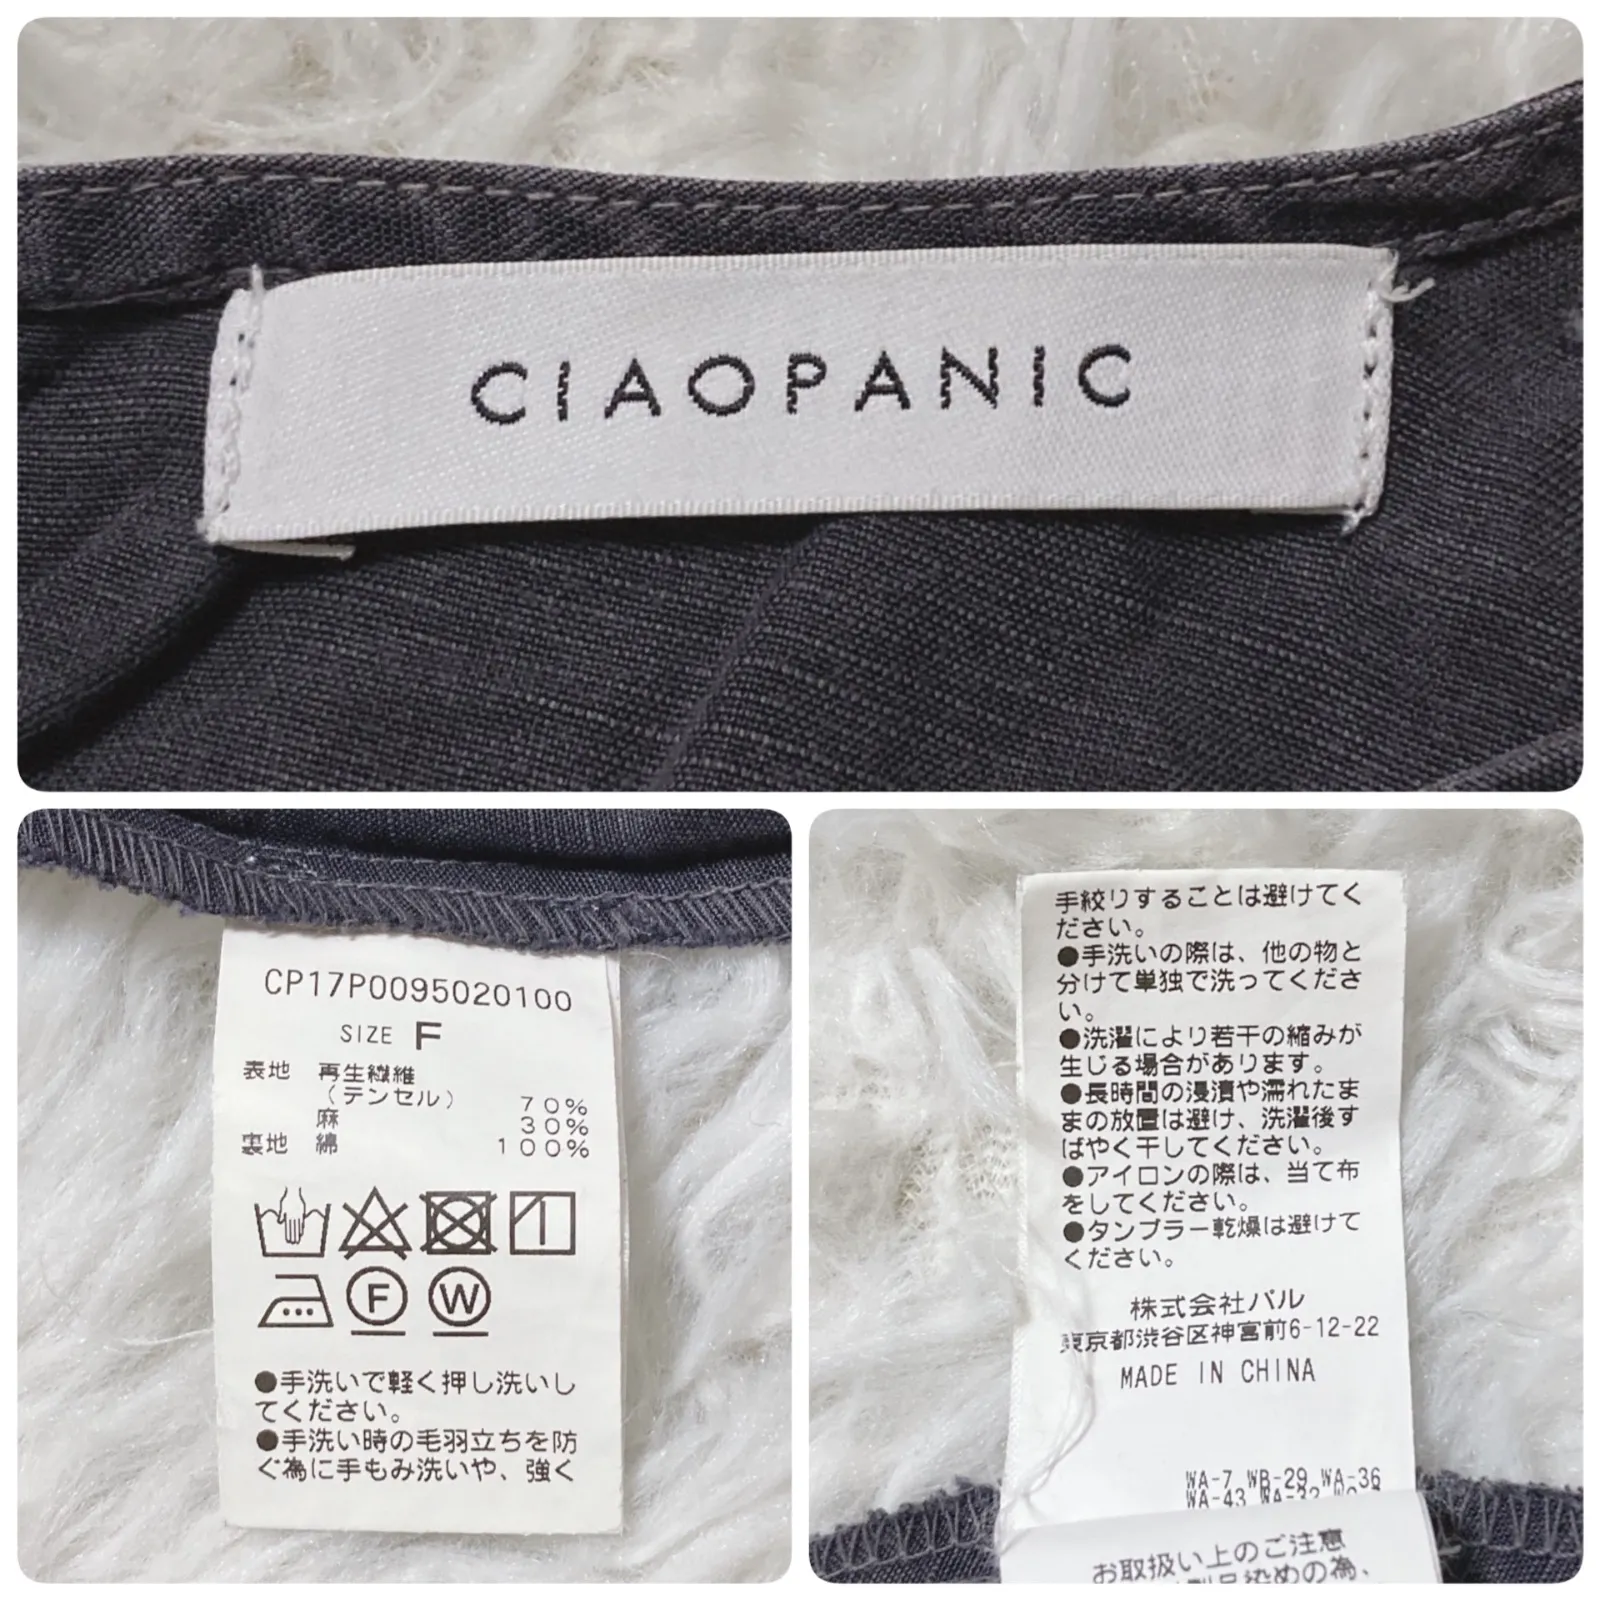 CIAOPANIC
CP17P0095020100
SIZE F
表地 再生繊維
（テンセル） 70%
麻 30%
裏地 綿 100%
F W
●手洗いで軽く押し洗いし
てください。
●手洗い時の毛羽立ちを防
ぐ為に手もみ洗いや、強く
手絞りすることは避けてく
ださい。
●手洗いの際は、他の物と
分けて単独で洗ってくださ
い。
●洗濯により若干の縮みが
生じる場合があります。
●長時間の浸漬や濡れたま
まの放置は避け、洗濯後す
ばやく干してください。
●アイロンの際は、当て布
をしてください。
●タンブラー乾燥は避けて
ください。
株式会社パル
東京都渋谷区神宮前6-12-22
MADE IN CHINA
WA-7 WB-29 WA-36
WA-43
お取扱い上のご注意
製品染めの為、